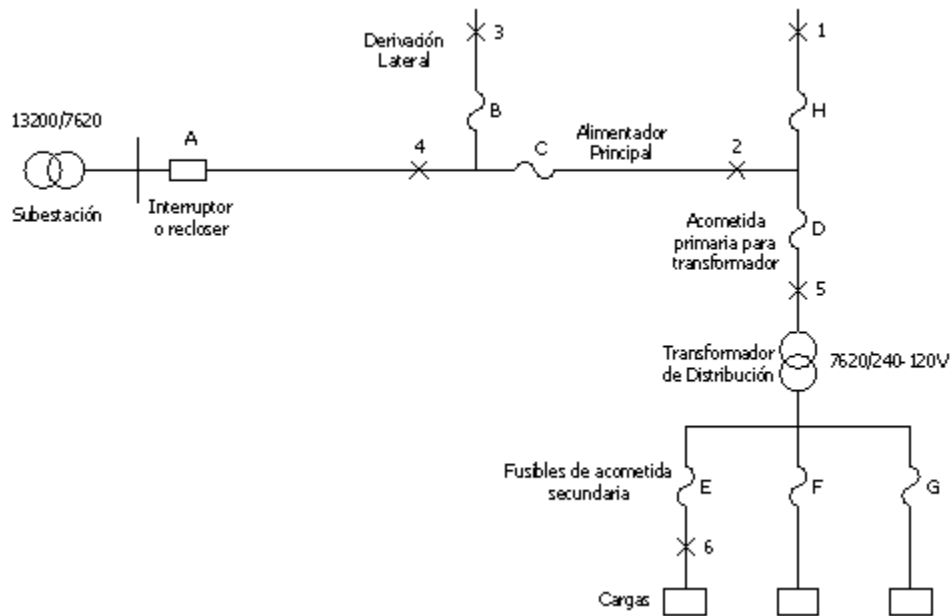 3
1
Derivación
Lateral
B
H
13200/7620
A
4
C
Alimentador
Principal
2
Subestación
Interruptor
o recloser
Acometida
primaria para
transformador
D
5
Transformador
de Distribución
7620/240-120V
Fusibles de acometida
secundaria
E
F
G
6
Cargas